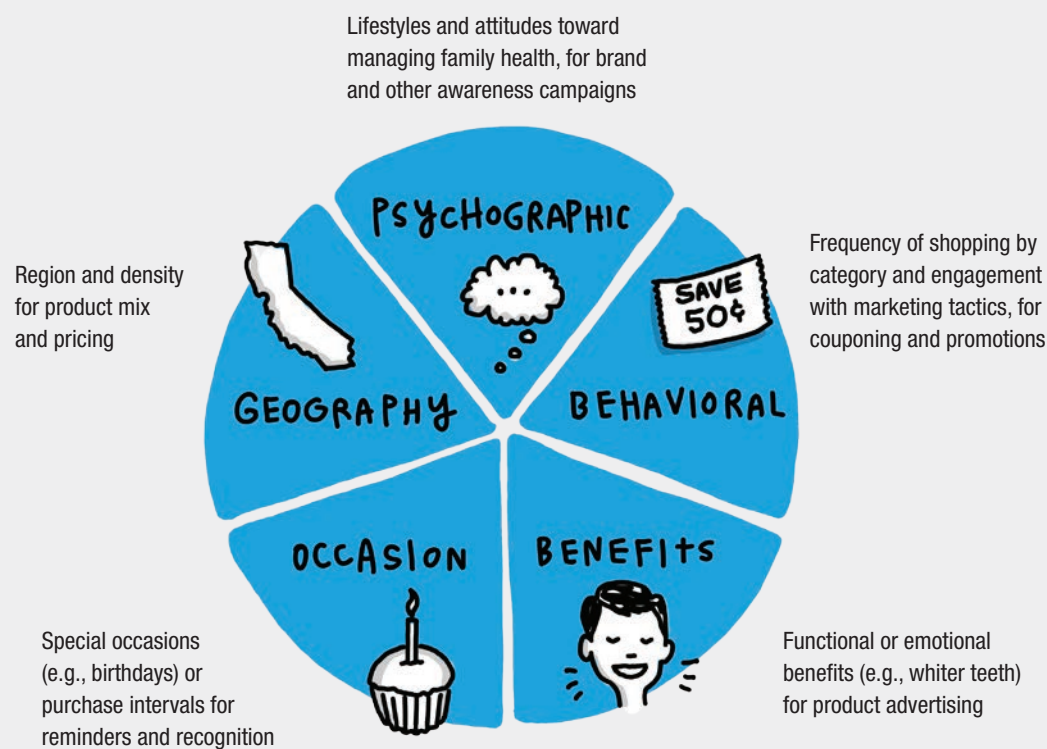 Lifestyles and attitudes toward
managing family health, for brand
and other awareness campaigns
PSYCHOGRAPHIC
...
Region and density
for product mix
and pricing
GEOGRAPHY
SAVE
50¢
BEHAVIORAL
Frequency of shopping by
category and engagement
with marketing tactics, for
couponing and promotions
OCCASION
BENEFITS
Special occasions
(e.g., birthdays) or
purchase intervals for
reminders and recognition
Functional or emotional
benefits (e.g., whiter teeth)
for product advertising